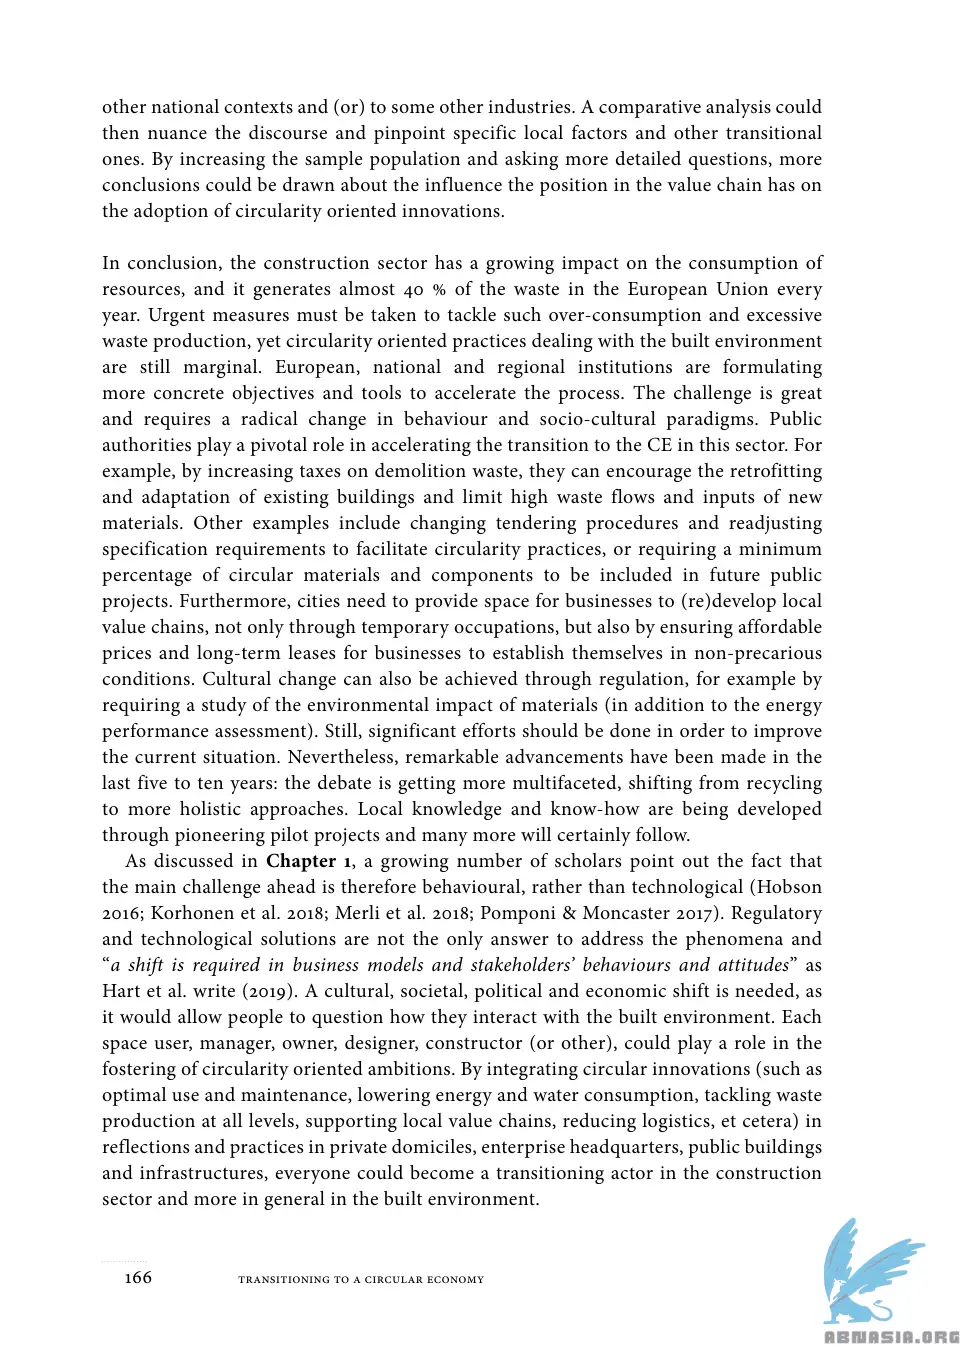 other national contexts and (or) to some other industries. A comparative analysis could
then nuance the discourse and pinpoint specific local factors and other transitional
ones. By increasing the sample population and asking more detailed questions, more
conclusions could be drawn about the influence the position in the value chain has on
the adoption of circularity oriented innovations.
In conclusion, the construction sector has a growing impact on the consumption of
resources, and it generates almost 40 % of the waste in the European Union every
year. Urgent measures must be taken to tackle such over-consumption and excessive
waste production, yet circularity oriented practices dealing with the built environment
are still marginal. European, national and regional institutions are formulating
more concrete objectives and tools to accelerate the process. The challenge is great
and requires a radical change in behaviour and socio-cultural paradigms. Public
authorities play a pivotal role in accelerating the transition to the CE in this sector. For
example, by increasing taxes on demolition waste, they can encourage the retrofitting
and adaptation of existing buildings and limit high waste flows and inputs of new
materials. Other examples include changing tendering procedures and readjusting
specification requirements to facilitate circularity practices, or requiring a minimum
percentage of circular materials and components to be included in future public
projects. Furthermore, cities need to provide space for businesses to (re)develop local
value chains, not only through temporary occupations, but also by ensuring affordable
prices and long-term leases for businesses to establish themselves in non-precarious
conditions. Cultural change can also be achieved through regulation, for example by
requiring a study of the environmental impact of materials (in addition to the energy
performance assessment). Still, significant efforts should be done in order to improve
the current situation. Nevertheless, remarkable advancements have been made in the
last five to ten years: the debate is getting more multifaceted, shifting from recycling
to more holistic approaches. Local knowledge and know-how are being developed
through pioneering pilot projects and many more will certainly follow.
As discussed in Chapter 1, a growing number of scholars point out the fact that
the main challenge ahead is therefore behavioural, rather than technological (Hobson
2016; Korhonen et al. 2018; Merli et al. 2018; Pomponi & Moncaster 2017). Regulatory
and technological solutions are not the only answer to address the phenomena and
“a shift is required in business models and stakeholders’ behaviours and attitudes” as
Hart et al. write (2019). A cultural, societal, political and economic shift is needed, as
it would allow people to question how they interact with the built environment. Each
space user, manager, owner, designer, constructor (or other), could play a role in the
fostering of circularity oriented ambitions. By integrating circular innovations (such as
optimal use and maintenance, lowering energy and water consumption, tackling waste
production at all levels, supporting local value chains, reducing logistics, et cetera) in
reflections and practices in private domiciles, enterprise headquarters, public buildings
and infrastructures, everyone could become a transitioning actor in the construction
sector and more in general in the built environment.
166 TRANSITIONING TO A CIRCULAR ECONOMY
ABNASIA.ORG